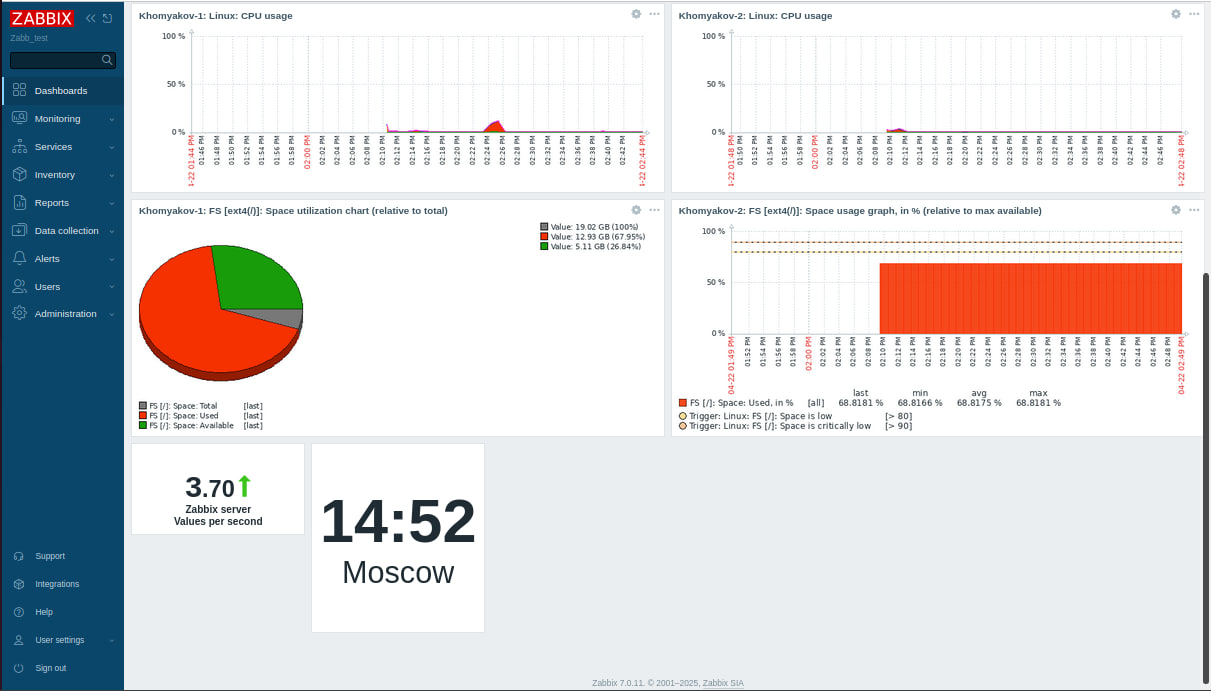 ZABBIX
Zabb_test
Dashboards
Monitoring
Services
Inventory
Reports
Data collection
Alerts
Users
Administration
Support
Integrations
Help
User settings
Sign out
Khomyakov-1: Linux: CPU usage
100 %
50 %
0 %
4-22 01:44 PM
01:46 PM
01:48 PM
01:50 PM
01:52 PM
01:54 PM
01:56 PM
01:58 PM
02:00 PM
02:02 PM
02:04 PM
02:06 PM
02:08 PM
02:10 PM
02:12 PM
02:14 PM
02:16 PM
02:18 PM
02:20 PM
02:22 PM
02:24 PM
02:26 PM
02:28 PM
02:30 PM
02:32 PM
02:34 PM
02:36 PM
02:38 PM
02:40 PM
02:42 PM
4-22 02:44 PM
Khomyakov-2: Linux: CPU usage
100 %
50 %
0 %
4-22 01:48 PM
01:50 PM
01:52 PM
01:54 PM
01:56 PM
01:58 PM
02:00 PM
02:02 PM
02:04 PM
02:06 PM
02:08 PM
02:10 PM
02:12 PM
02:14 PM
02:16 PM
02:18 PM
02:20 PM
02:22 PM
02:24 PM
02:26 PM
02:28 PM
02:30 PM
02:32 PM
02:34 PM
02:36 PM
02:38 PM
02:40 PM
02:42 PM
02:44 PM
02:46 PM
4-22 02:48 PM
Khomyakov-1: FS [ext4(/)]: Space utilization chart (relative to total)
Value: 19.02 GB (100%)
Value: 12.93 GB (67.95%)
Value: 5.11 GB (26.84%)
FS [/]: Space: Total [last]
FS [/]: Space: Used [last]
FS [/]: Space: Available [last]
Khomyakov-2: FS [ext4(/)]: Space usage graph, in % (relative to max available)
100 %
50 %
0 %
04-22 01:49 PM
01:52 PM
01:54 PM
01:56 PM
01:58 PM
02:00 PM
02:02 PM
02:04 PM
02:06 PM
02:08 PM
02:10 PM
02:12 PM
02:14 PM
02:16 PM
02:18 PM
02:20 PM
02:22 PM
02:24 PM
02:26 PM
02:28 PM
02:30 PM
02:32 PM
02:34 PM
02:36 PM
02:38 PM
02:40 PM
02:42 PM
02:44 PM
02:46 PM
02:48 PM
04-22 02:49 PM
last min avg max
FS [/]: Space: Used, in % [all] 68.8181 % 68.8166 % 68.8175 % 68.8181 %
Trigger: Linux: FS [/]: Space is low [> 80]
Trigger: Linux: FS [/]: Space is critically low [> 90]
3.70
Zabbix server
Values per second
14:52
Moscow
Zabbix 7.0.11. © 2001–2025, Zabbix SIA